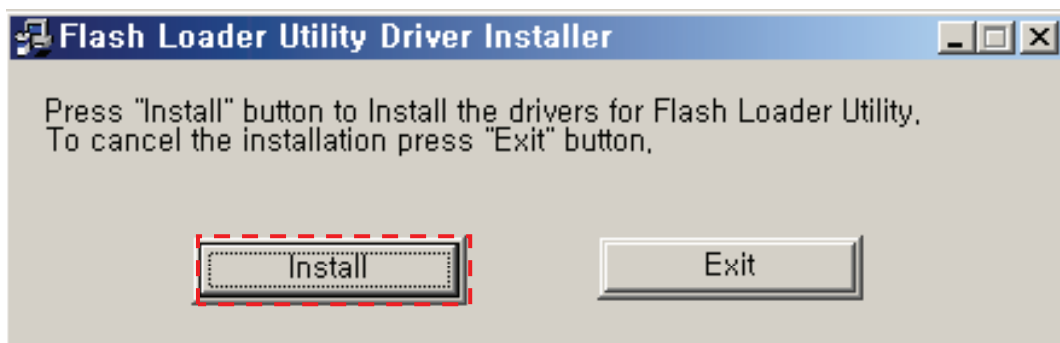 Flash Loader Utility Driver Installer
Press "Install" button to Install the drivers for Flash Loader Utility.
To cancel the installation press "Exit" button.
Install
Exit